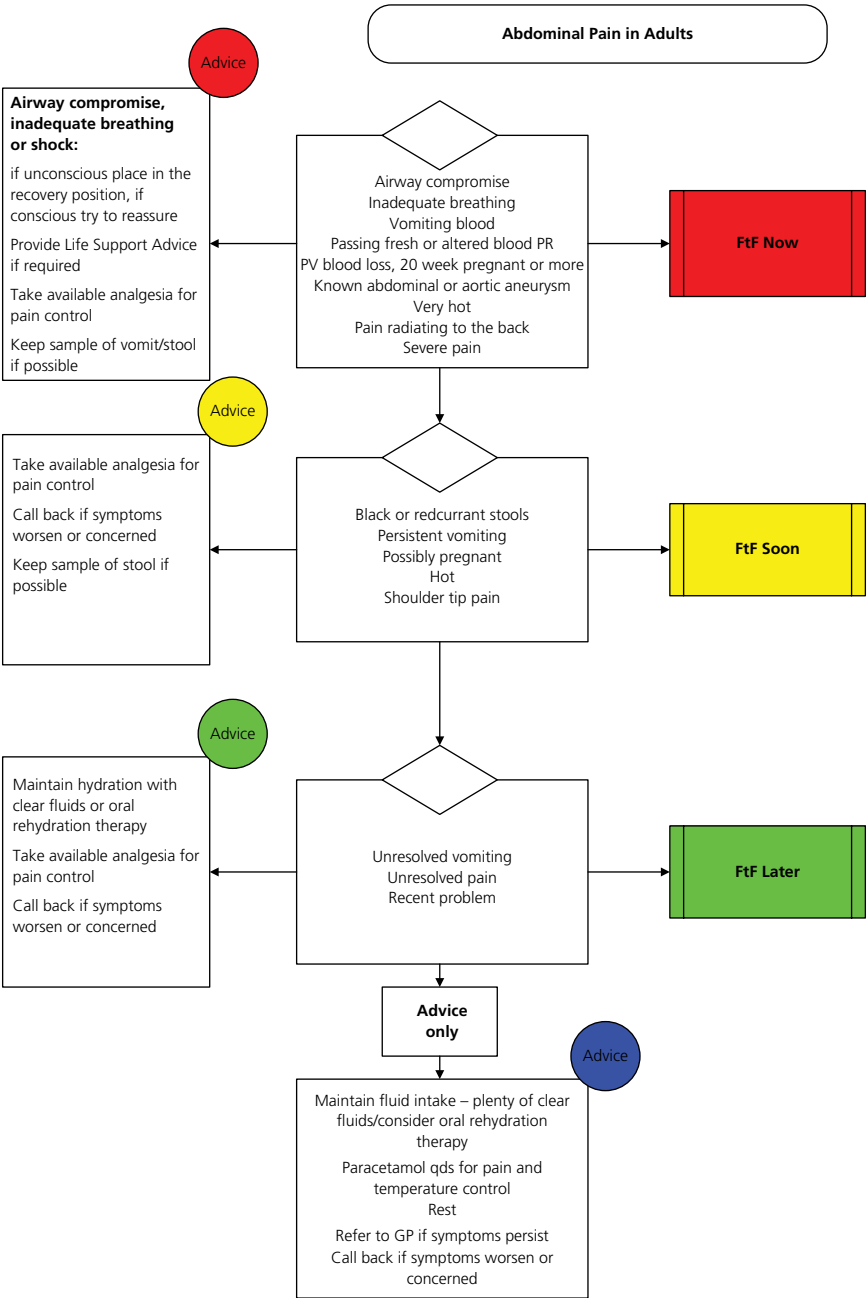 Abdominal Pain in Adults
Advice
Airway compromise,
inadequate breathing
or shock:
if unconscious place in the
recovery position, if
conscious try to reassure
Provide Life Support Advice
if required
Take available analgesia for
pain control
Keep sample of vomit/stool
if possible
Airway compromise
Inadequate breathing
Vomiting blood
Passing fresh or altered blood PR
PV blood loss, 20 week pregnant or more
Known abdominal or aortic aneurysm
Very hot
Pain radiating to the back
Severe pain
FtF Now
Advice
Take available analgesia for
pain control
Call back if symptoms
worsen or concerned
Keep sample of stool if
possible
Black or redcurrant stools
Persistent vomiting
Possibly pregnant
Hot
Shoulder tip pain
FtF Soon
Advice
Maintain hydration with
clear fluids or oral
rehydration therapy
Take available analgesia for
pain control
Call back if symptoms
worsen or concerned
Unresolved vomiting
Unresolved pain
Recent problem
FtF Later
Advice
only
Advice
Maintain fluid intake – plenty of clear
fluids/consider oral rehydration
therapy
Paracetamol qds for pain and
temperature control
Rest
Refer to GP if symptoms persist
Call back if symptoms worsen or
concerned